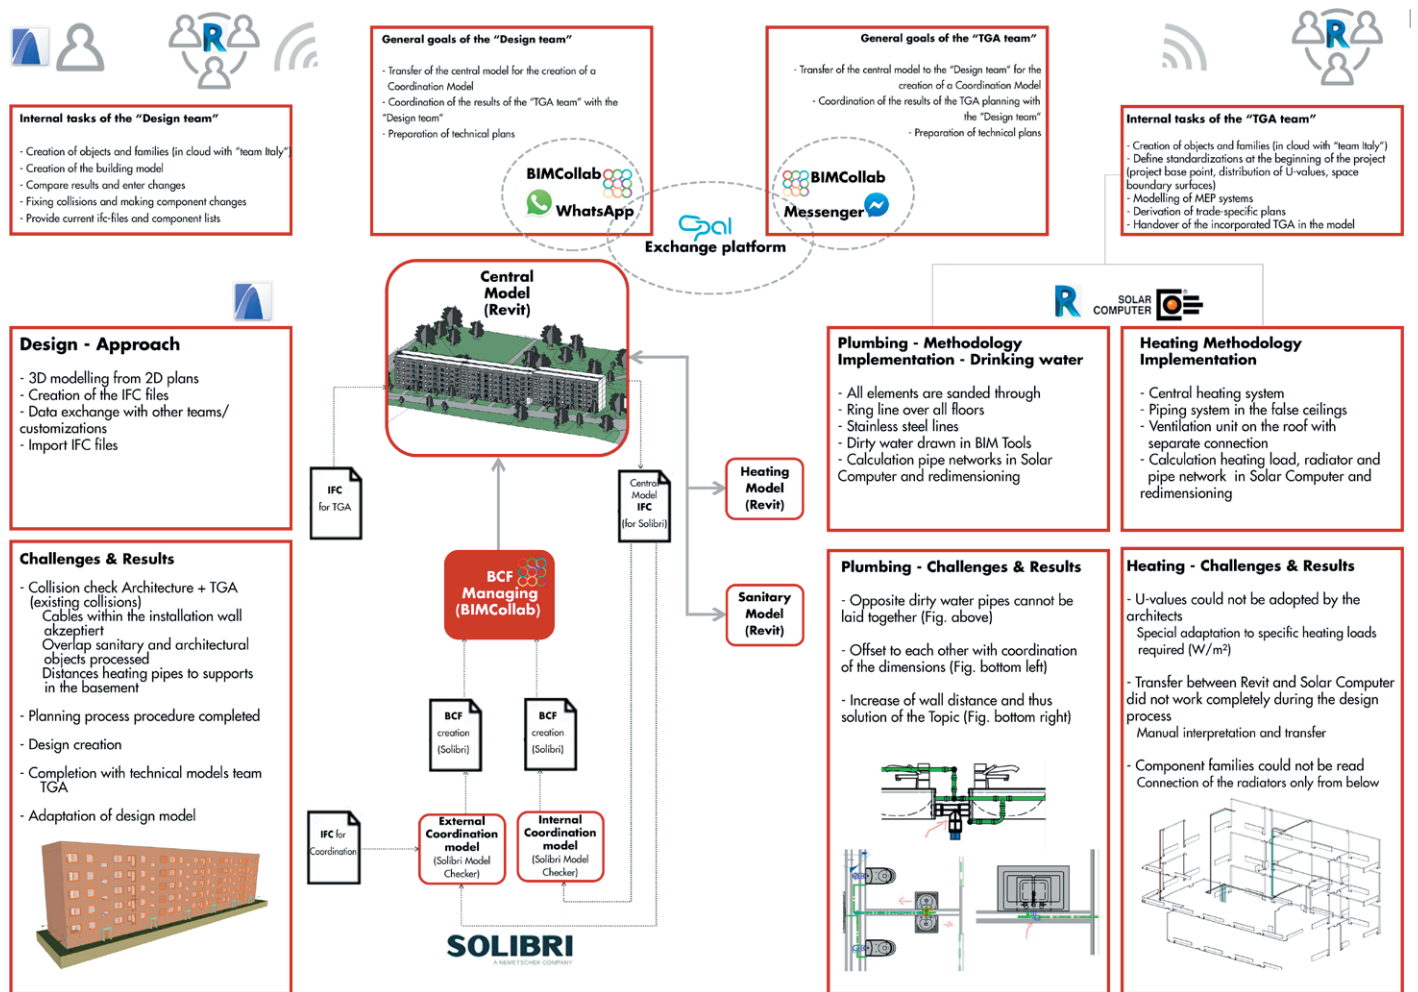 General goals of the “Design team”
- Transfer of the central model for the creation of a
Coordination Model
- Coordination of the results of the “TGA team” with the
“Design team”
- Preparation of technical plans
BIMCollab
WhatsApp
General goals of the “TGA team”
- Transfer of the central model to the “Design team” for the
creation of a Coordination Model
- Coordination of the results of the TGA planning with
the “Design team”
- Preparation of technical plans
BIMCollab
Messenger
Opal
Exchange platform
R
R
Internal tasks of the “Design team”
- Creation of objects and families (in cloud with “team Italy”)
- Creation of the building model
- Compare results and enter changes
- Fixing collisions and making component changes
- Provide current ifc-files and component lists
Internal tasks of the “TGA team”
- Creation of objects and families (in cloud with “team Italy”)
- Define standardizations at the beginning of the project
(project base point, distribution of U-values, space
boundary surfaces)
- Modelling of MEP systems
- Derivation of trade-specific plans
- Handover of the incorporated TGA in the model
R
SOLAR
COMPUTER
Design - Approach
- 3D modelling from 2D plans
- Creation of the IFC files
- Data exchange with other teams/
customizations
- Import IFC files
Challenges & Results
- Collision check Architecture + TGA
(existing collisions)
Cables within the installation wall
akzeptiert
Overlap sanitary and architectural
objects processed
Distances heating pipes to supports
in the basement
- Planning process procedure completed
- Design creation
- Completion with technical models team
TGA
- Adaptation of design model
Central
Model
(Revit)
IFC
for TGA
Central
Model
IFC
(for Solibri)
Heating
Model
(Revit)
Sanitary
Model
(Revit)
BCF
Managing
(BIMCollab)
BCF
creation
(Solibri)
BCF
creation
(Solibri)
IFC for
Coordination
External
Coordination
model
(Solibri Model
Checker)
Internal
Coordination
model
(Solibri Model
Checker)
SOLIBRI
A NEMETSCHEK COMPANY
Plumbing - Methodology
Implementation - Drinking water
- All elements are sanded through
- Ring line over all floors
- Stainless steel lines
- Dirty water drawn in BIM Tools
- Calculation pipe networks in Solar
Computer and redimensioning
Heating Methodology
Implementation
- Central heating system
- Piping system in the false ceilings
- Ventilation unit on the roof with
separate connection
- Calculation heating load, radiator and
pipe network in Solar Computer and
redimensioning
Plumbing - Challenges & Results
- Opposite dirty water pipes cannot be
laid together (Fig. above)
- Offset to each other with coordination
of the dimensions (Fig. bottom left)
- Increase of wall distance and thus
solution of the Topic (Fig. bottom right)
Heating - Challenges & Results
- U-values could not be adopted by the
architects
Special adaptation to specific heating loads
required (W/m²)
- Transfer between Revit and Solar Computer
did not work completely during the design
process
Manual interpretation and transfer
- Component families could not be read
Connection of the radiators only from below